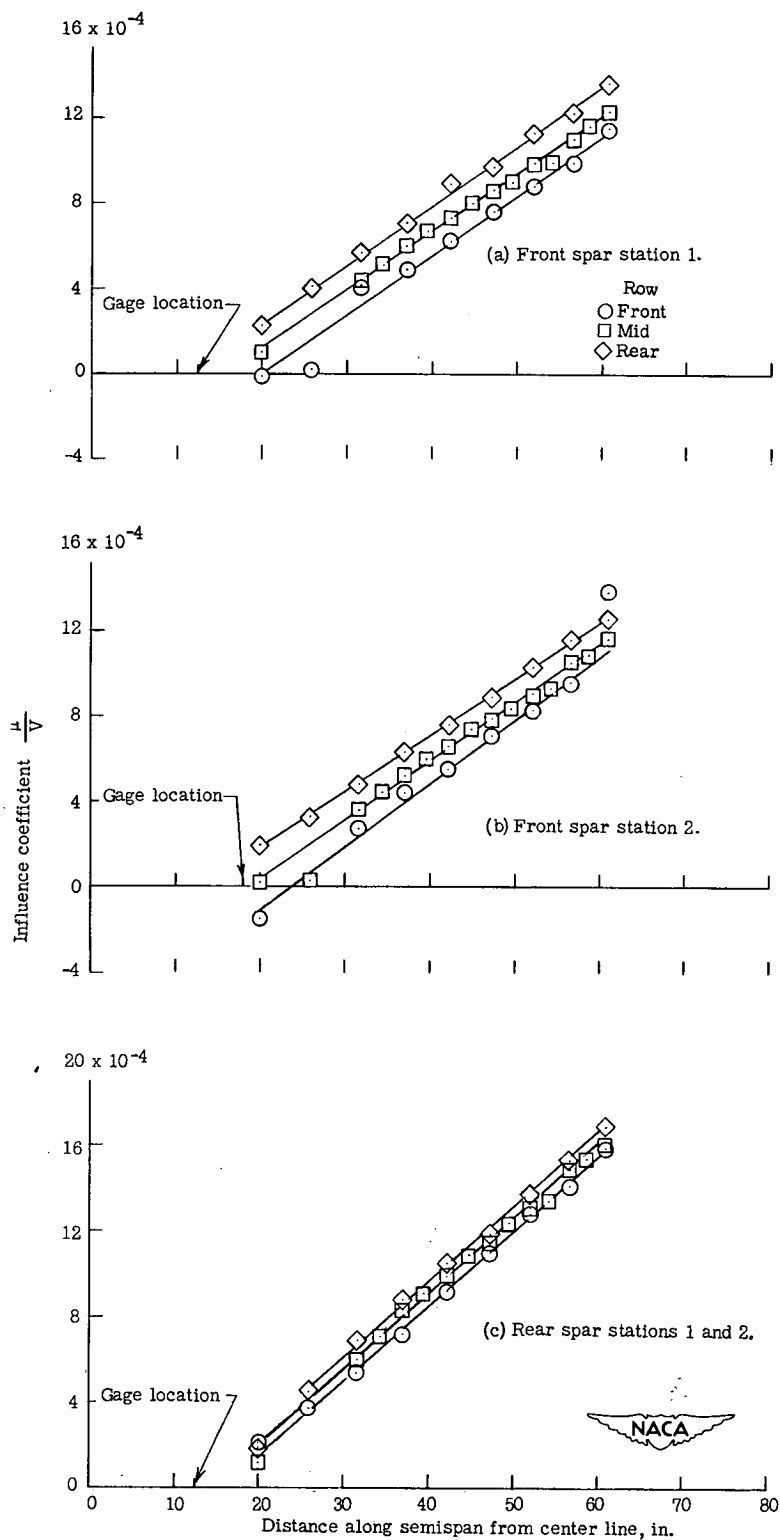 16 x 10-4
12
8
4
0
-4
Gage location
(a) Front spar station 1.
Row
Front
Mid
Rear
16 x 10-4
12
8
4
0
-4
Influence coefficient μ/V
Gage location
(b) Front spar station 2.
20 x 10-4
16
12
8
4
0
Gage location
(c) Rear spar stations 1 and 2.
NACA
0 10 20 30 40 50 60 70 80
Distance along semispan from center line, in.